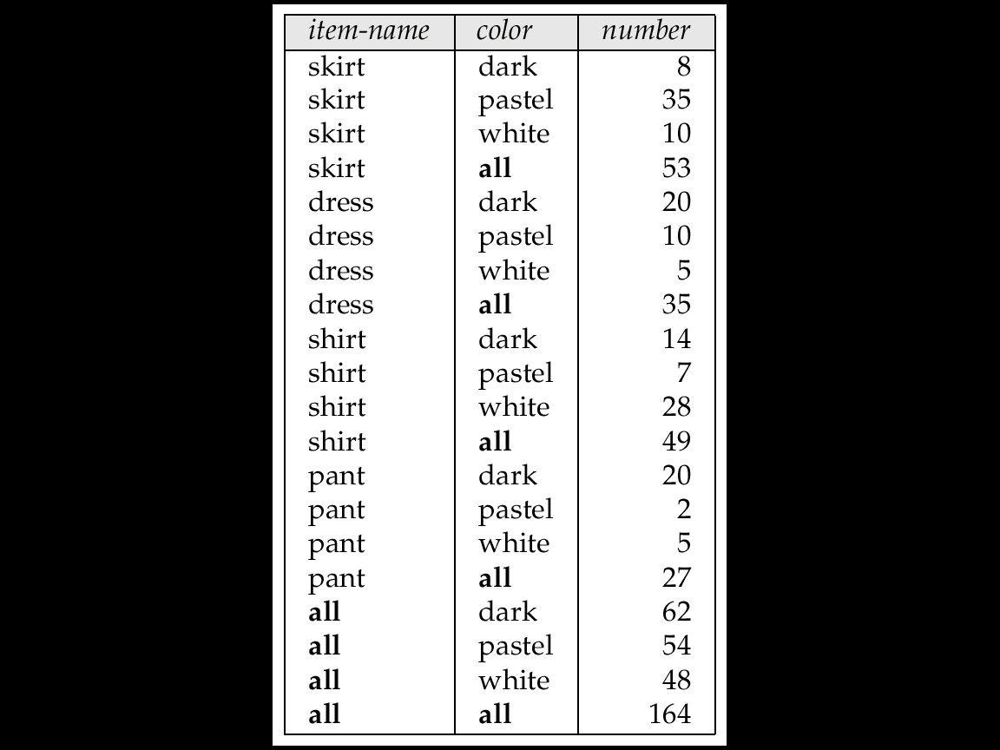 item-name color number
skirt dark 8
skirt pastel 35
skirt white 10
skirt all 53
dress dark 20
dress pastel 10
dress white 5
dress all 35
shirt dark 14
shirt pastel 7
shirt white 28
shirt all 49
pant dark 20
pant pastel 2
pant white 5
pant all 27
all dark 62
all pastel 54
all white 48
all all 164